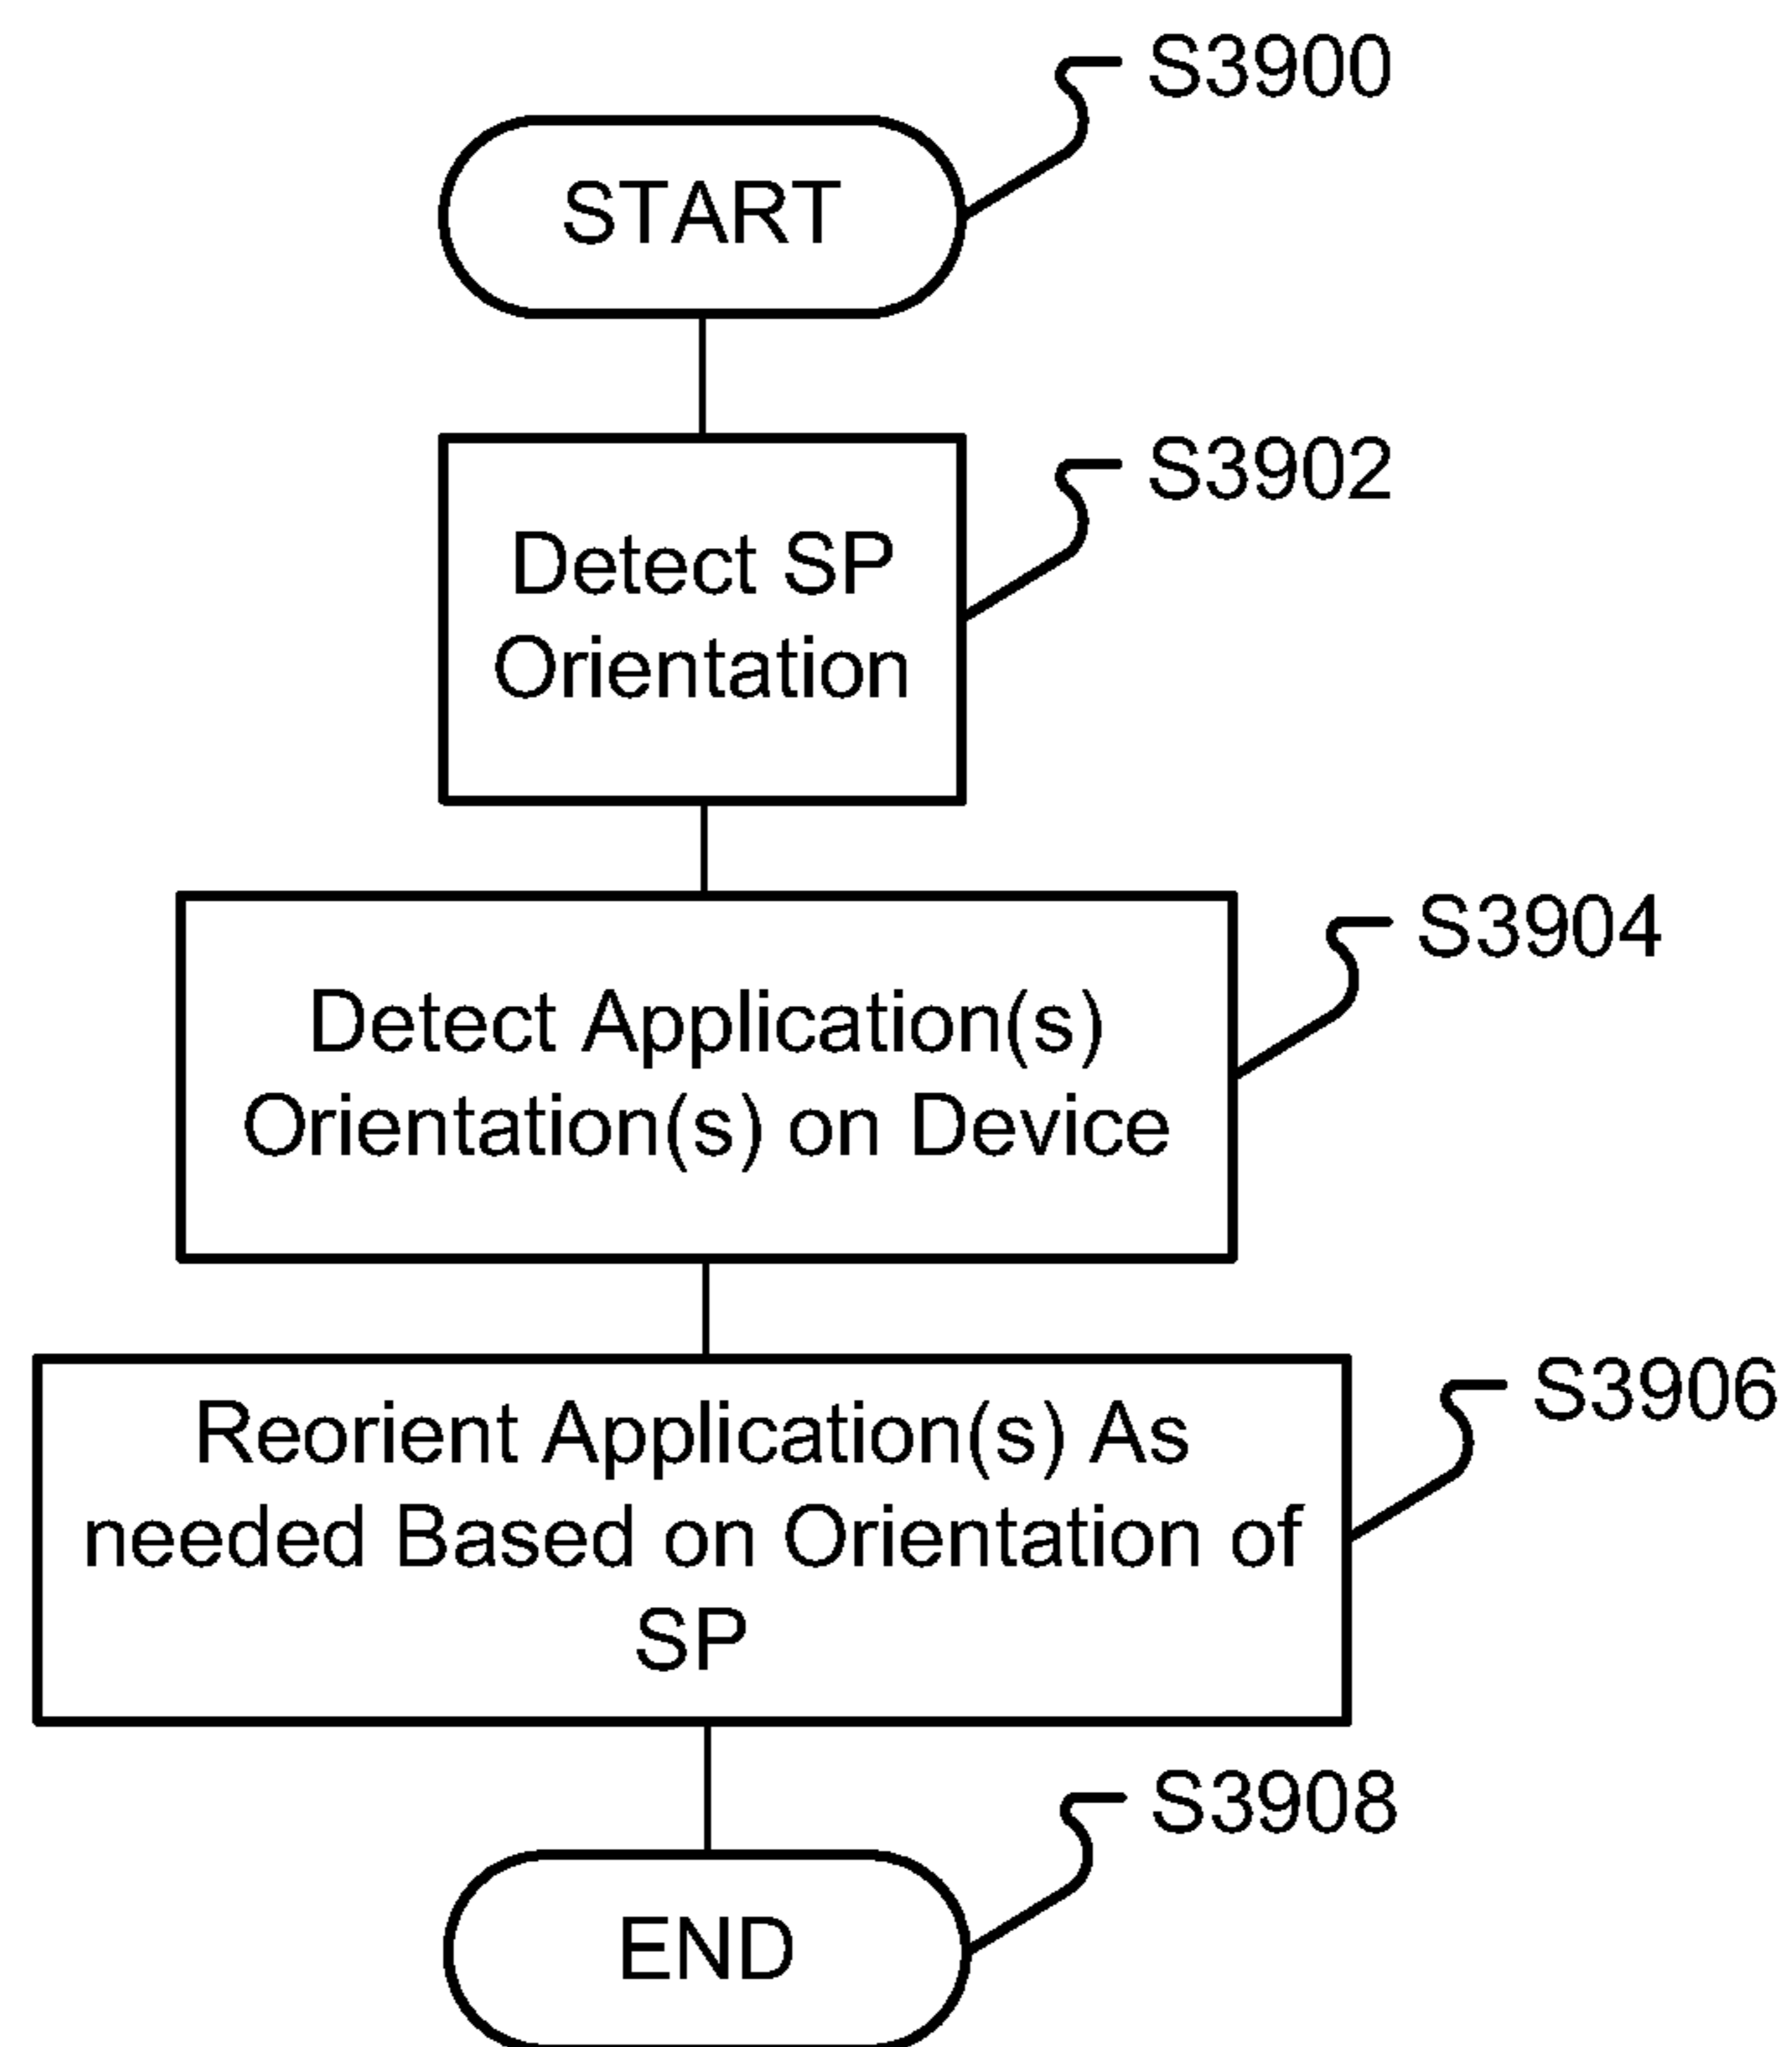 S3900
START
S3902
Detect SP
Orientation
S3904
Detect Application(s)
Orientation(s) on Device
S3906
Reorient Application(s) As
needed Based on Orientation of
SP
S3908
END